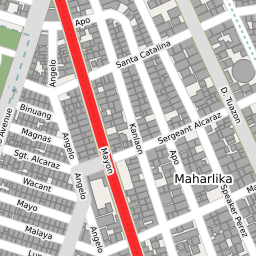 Apo
Santa Catalina
Angelo
Binuang
D. Tuazon
Avenue
Magnas
Angelo
Kanlaon
Sergeant Alcaraz
Sgt. Alcaraz
Mayon
Apo
Wacant
Maharlika
Angelo
Mayo
Speaker Perez
Malaya
Angelo
Lupa